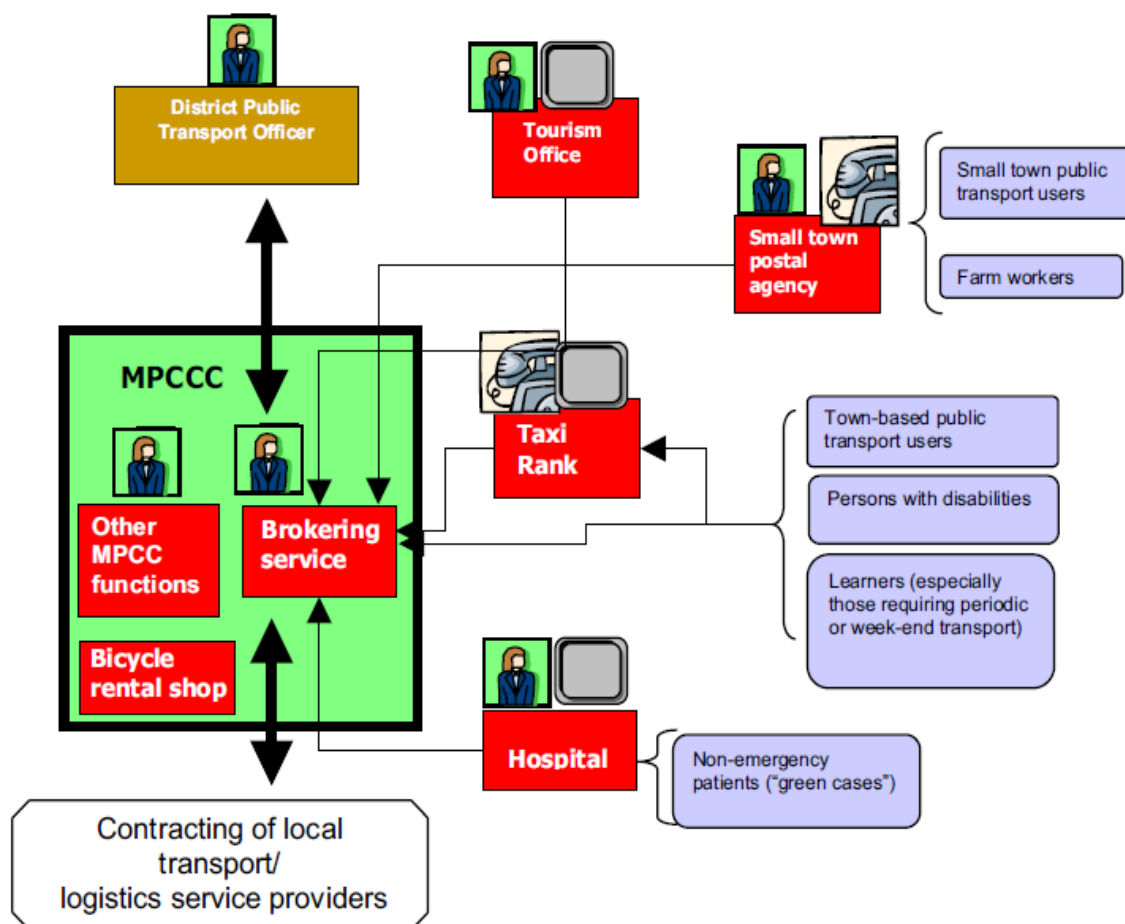 District Public
Transport Officer
Tourism
Office
Small town
postal
agency
Small town public
transport users
Farm workers
MPCCC
Other
MPCC
functions
Brokering
service
Bicycle
rental shop
Taxi
Rank
Town-based public
transport users
Persons with disabilities
Learners (especially
those requiring periodic
or week-end transport)
Hospital
Non-emergency
patients (“green cases”)
Contracting of local
transport/
logistics service providers